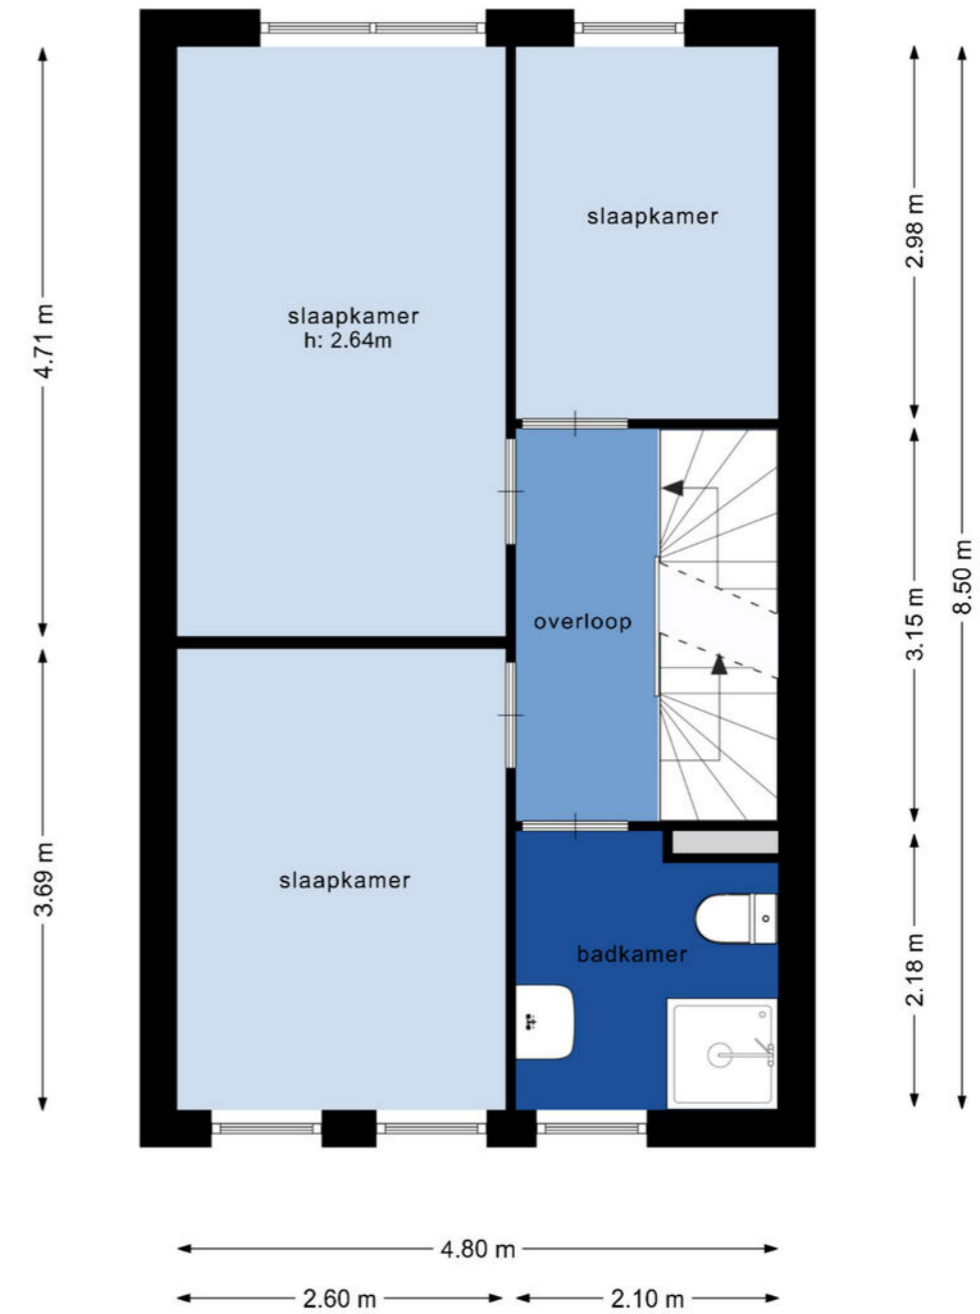 slaapkamer
slaapkamer
h: 2.64m
4.71 m
2.98 m
8.50 m
3.15 m
overloop
slaapkamer
3.69 m
badkamer
2.18 m
4.80 m
2.60 m
2.10 m